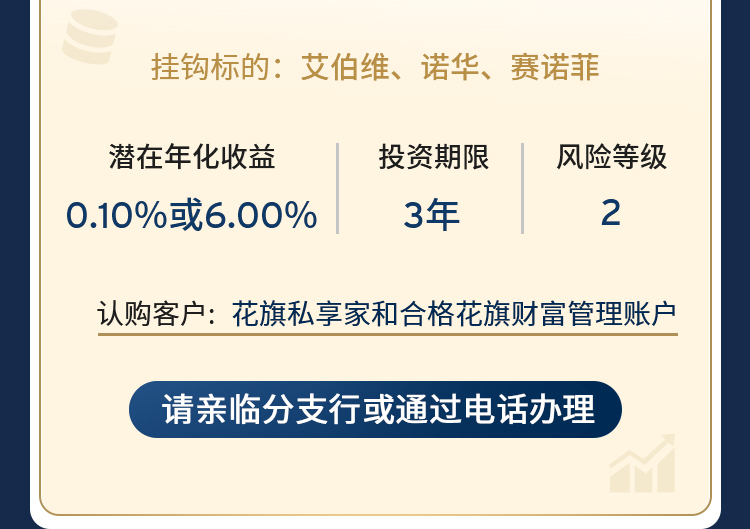 挂钩标的：艾伯维、诺华、赛诺菲
潜在年化收益
投资期限
风险等级
0.10%或6.00%
3年
2
认购客户: 花旗私享家和合格花旗财富管理账户
请亲临分支行或通过电话办理